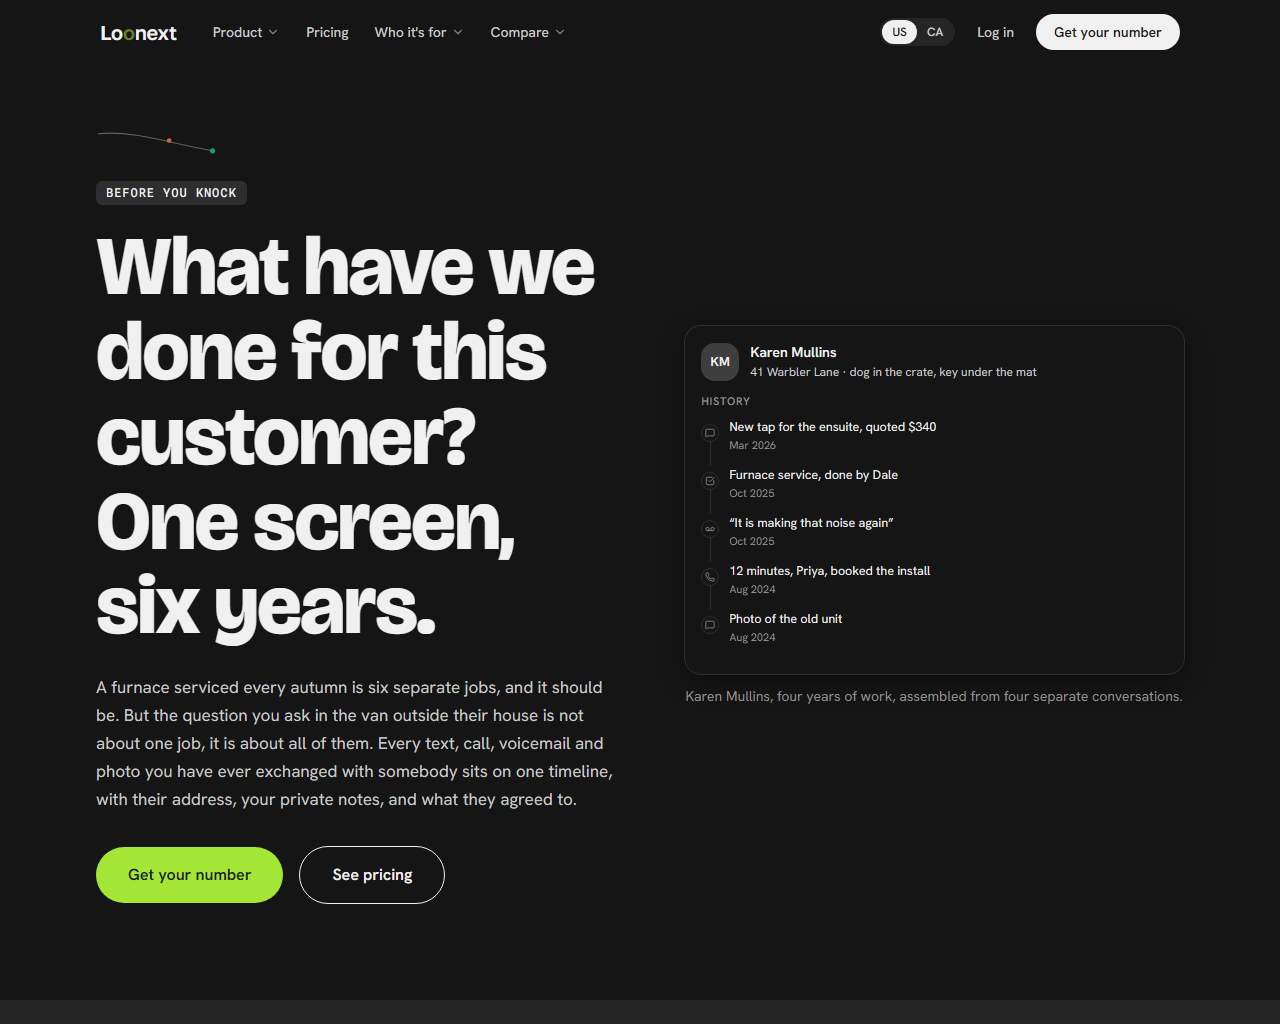 Loonext
Product
Pricing
Who it's for
Compare
US
CA
Log in
Get your number
BEFORE YOU KNOCK
What have we
done for this
customer?
One screen,
six years.
A furnace serviced every autumn is six separate jobs, and it should
be. But the question you ask in the van outside their house is not
about one job, it is about all of them. Every text, call, voicemail and
photo you have ever exchanged with somebody sits on one timeline,
with their address, your private notes, and what they agreed to.
Get your number
See pricing
KM
Karen Mullins
41 Warbler Lane · dog in the crate, key under the mat
HISTORY
New tap for the ensuite, quoted $340
Mar 2026
Furnace service, done by Dale
Oct 2025
“It is making that noise again”
Oct 2025
12 minutes, Priya, booked the install
Aug 2024
Photo of the old unit
Aug 2024
Karen Mullins, four years of work, assembled from four separate conversations.